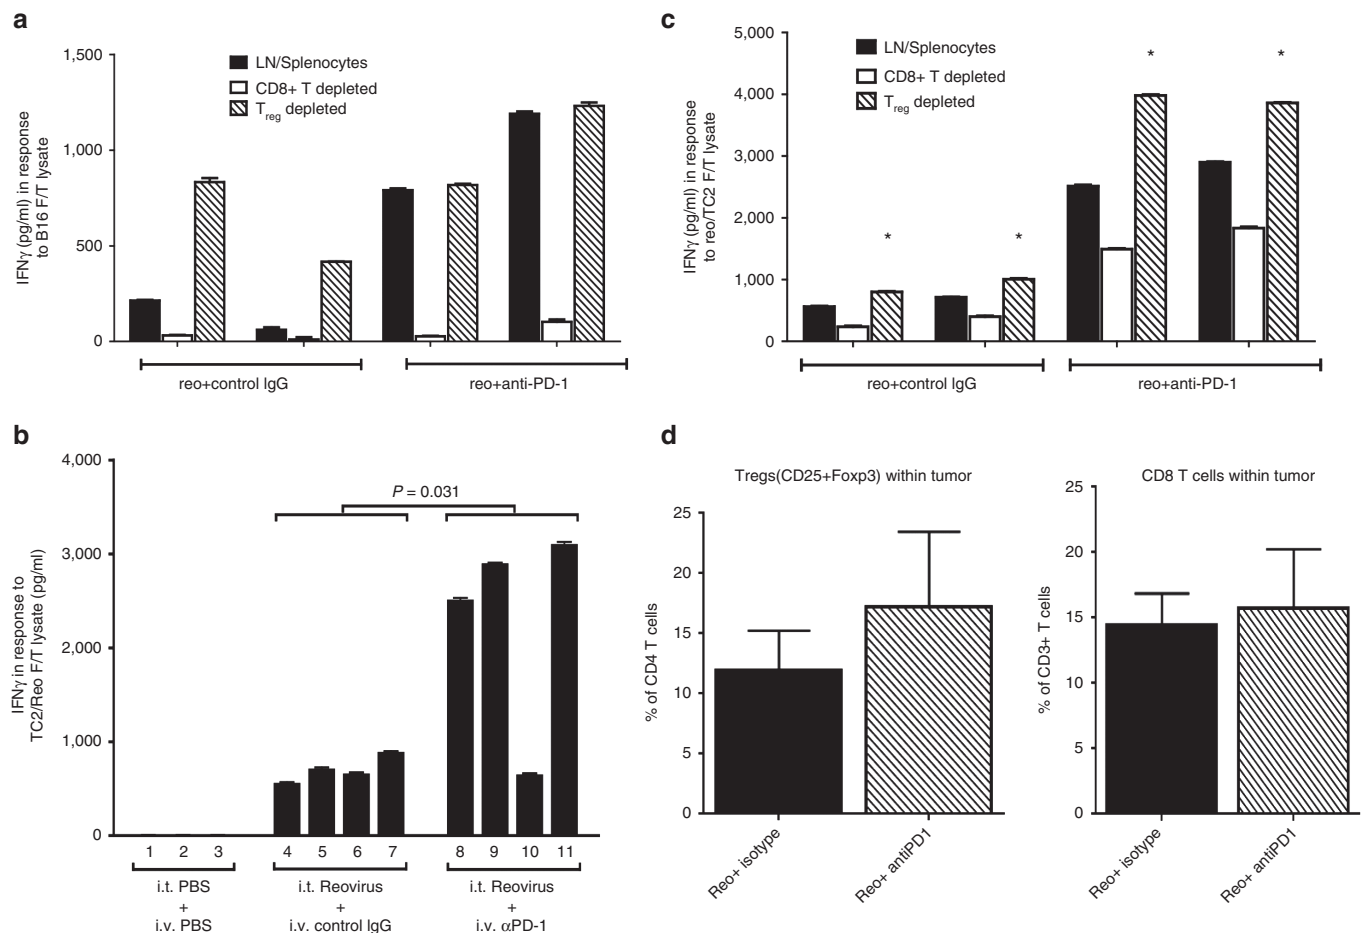 a
1,500
1,000
500
0
IFNγ (pg/ml) in response
to B16 F/T lysate
LN/Splenocytes
CD8+ T depleted
Treg depleted
reo+control IgG
reo+anti-PD-1
c
5,000
4,000
3,000
2,000
1,000
0
IFNγ (pg/ml) in response
to reo/TC2 F/T lysate
LN/Splenocytes
CD8+ T depleted
Treg depleted
*
*
*
*
reo+control IgG
reo+anti-PD-1
b
4,000
3,000
2,000
1,000
0
IFNγ in response to
TC2/Reo F/T lysate (pg/ml)
P = 0.031
1 2 3 4 5 6 7 8 9 10 11
i.t. PBS
+
i.v. PBS
i.t. Reovirus
+
i.v. control IgG
i.t. Reovirus
+
i.v. αPD-1
d
Tregs(CD25+Foxp3) within tumor
25
20
15
10
5
0
% of CD4 T cells
Reo+ isotype
Reo+ antiPD1
CD8 T cells within tumor
25
20
15
10
5
0
% of CD3+ T cells
Reo+ isotype
Reo+ antiPD1